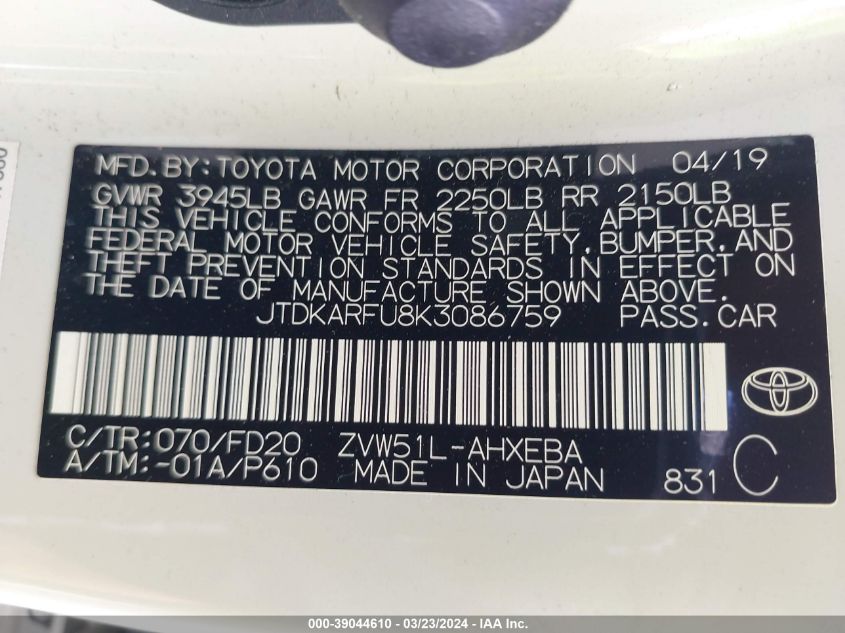 MFD.BY:TOYOTA MOTOR CORPORATION 04/19
GVWR 3945LB GAWR FR 2250LB RR 2150LB
THIS VEHICLE CONFORMS TO ALL APPLICABLE
FEDERAL MOTOR VEHICLE SAFETY,BUMPER,AND
THEFT PREVENTION STANDARDS IN EFFECT ON
THE DATE OF MANUFACTURE SHOWN ABOVE.
JTDKARFU8K3086759 PASS.CAR
C/TR:070/FD20 ZVW51L-AHXEBA
A/TM:-01A/P610 MADE IN JAPAN 831 C
000-39044610 - 03/23/2024 - IAA Inc.